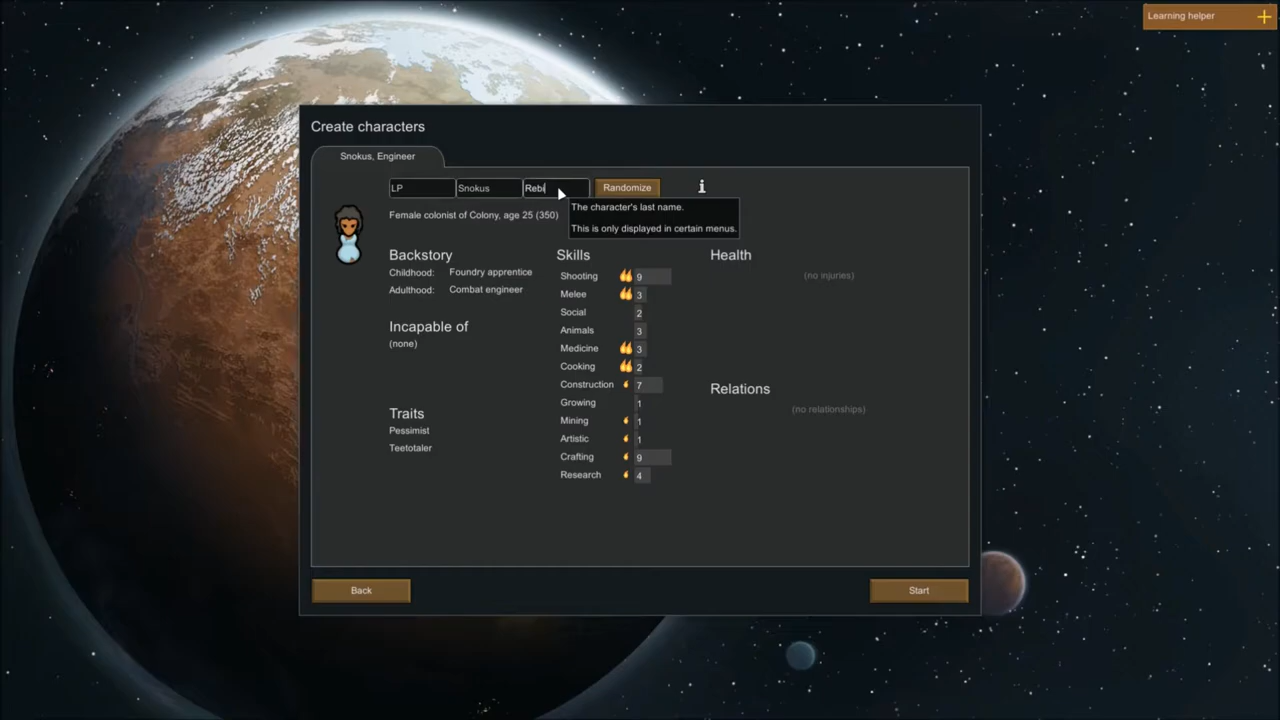 Learning helper
Create characters
Snokus, Engineer
LP Snokus Rebi Randomize
The character's last name.
This is only displayed in certain menus.
Female colonist of Colony, age 25 (350)
Backstory
Childhood: Foundry apprentice
Adulthood: Combat engineer
Incapable of
(none)
Traits
Pessimist
Teetotaler
Skills
Shooting 9
Melee 3
Social 2
Animals 3
Medicine 3
Cooking 2
Construction 7
Growing 1
Mining 1
Artistic 1
Crafting 9
Research 4
Health
(no injuries)
Relations
(no relationships)
Back
Start